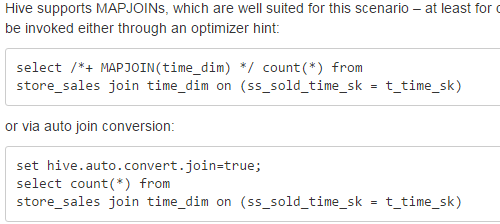 Hive supports MAPJOINs, which are well suited for this scenario – at least for
be invoked either through an optimizer hint:
select /*+ MAPJOIN(time_dim) */ count(*) from
store_sales join time_dim on (ss_sold_time_sk = t_time_sk)
or via auto join conversion:
set hive.auto.convert.join=true;
select count(*) from
store_sales join time_dim on (ss_sold_time_sk = t_time_sk)